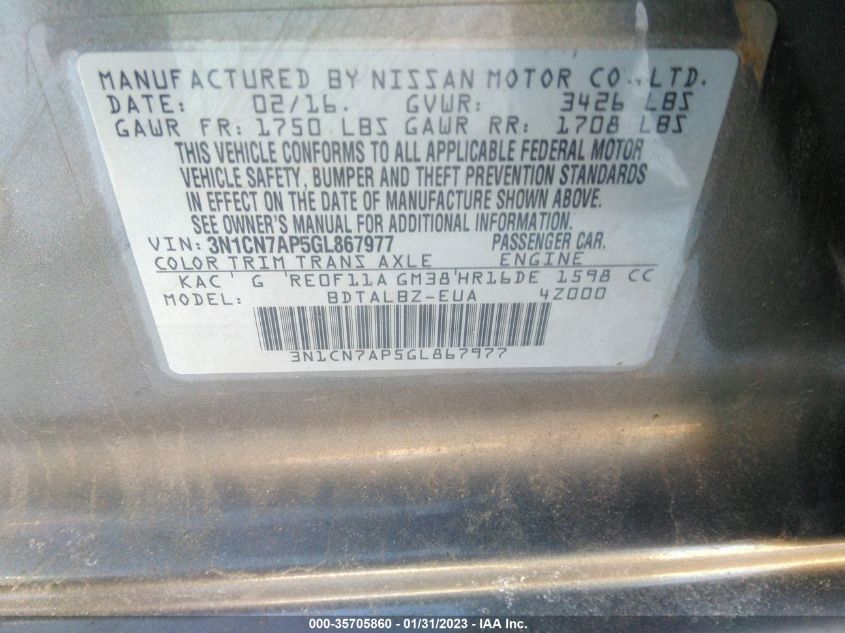 MANUFACTURED BY NISSAN MOTOR CO., LTD.
DATE: 02/16. GVWR: 3426 LBS
GAWR FR: 1750 LBS GAWR RR: 1708 LBS
THIS VEHICLE CONFORMS TO ALL APPLICABLE FEDERAL MOTOR
VEHICLE SAFETY, BUMPER AND THEFT PREVENTION STANDARDS
IN EFFECT ON THE DATE OF MANUFACTURE SHOWN ABOVE.
SEE OWNER'S MANUAL FOR ADDITIONAL INFORMATION.
VIN: 3N1CN7AP5GL867977 PASSENGER CAR.
COLOR TRIM TRANS AXLE ENGINE
KAC G RE0F11A GM38 HR16DE 1598 CC
MODEL: BDTALBZ-EUA 4Z000
3N1CN7AP5GL867977
000-35705860 - 01/31/2023 - IAA Inc.